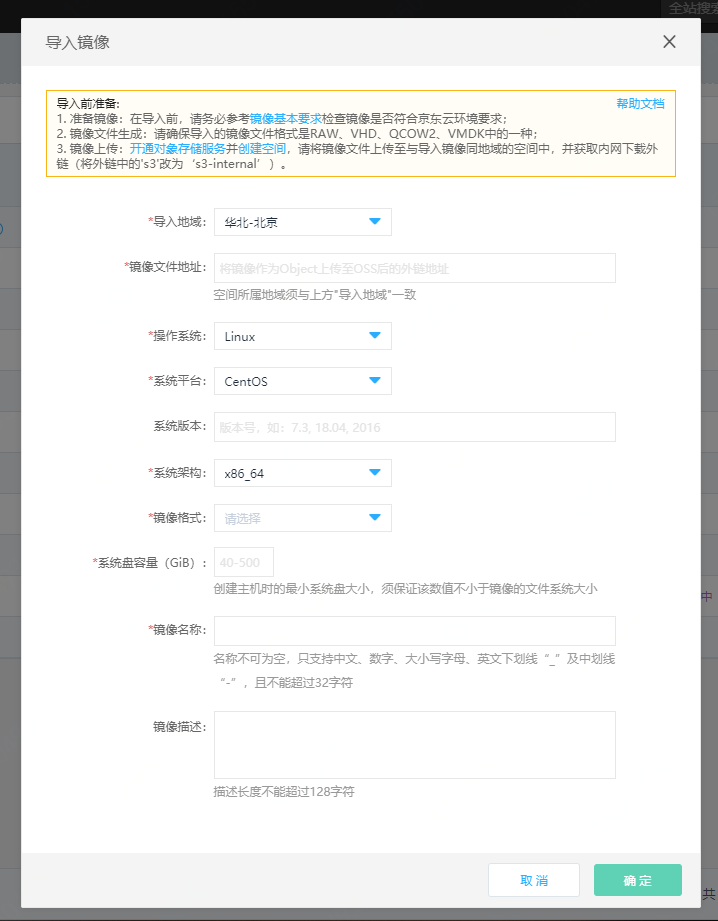 全站搜索
导入镜像
导入前准备: 帮助文档
1. 准备镜像：在导入前，请务必参考镜像基本要求检查镜像是否符合京东云环境要求；
2. 镜像文件生成：请确保导入的镜像文件格式是RAW、VHD、QCOW2、VMDK中的一种；
3. 镜像上传：开通对象存储服务并创建空间，请将镜像文件上传至与导入镜像同地域的空间中，并获取内网下载外
链（将外链中的's3'改为‘s3-internal’）。
*导入地域： 华北-北京
*镜像文件地址： 将镜像作为Object上传至OSS后的外链地址
空间所属地域须与上方"导入地域"一致
*操作系统： Linux
*系统平台： CentOS
系统版本： 版本号，如：7.3, 18.04, 2016
*系统架构： x86_64
*镜像格式： 请选择
*系统盘容量（GiB）： 40-500
创建主机时的最小系统盘大小，须保证该数值不小于镜像的文件系统大小
中
*镜像名称：
名称不可为空，只支持中文、数字、大小写字母、英文下划线“_”及中划线
“-”，且不能超过32字符
镜像描述：
描述长度不能超过128字符
取消 确定
共